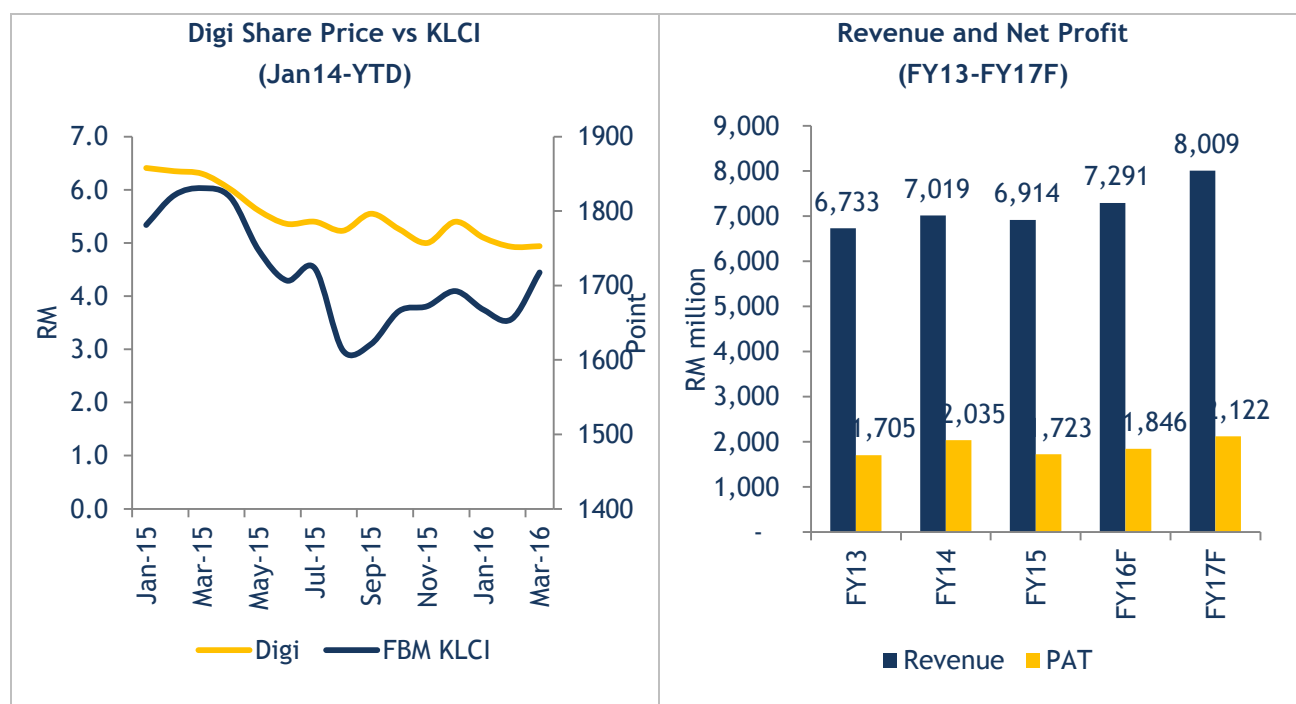 Digi Share Price vs KLCI
(Jan14-YTD)
7.0
6.0
5.0
4.0
3.0
2.0
1.0
0.0
RM
1900
1800
1700
1600
1500
1400
Point
Jan-15
Mar-15
May-15
Jul-15
Sep-15
Nov-15
Jan-16
Mar-16
Digi
FBM KLCI
Revenue and Net Profit
(FY13-FY17F)
9,000
8,000
7,000
6,000
5,000
4,000
3,000
2,000
1,000
-
RM million
6,733
7,019
6,914
7,291
8,009
1,705
2,035
1,723
1,846
2,122
FY13
FY14
FY15
FY16F
FY17F
Revenue
PAT